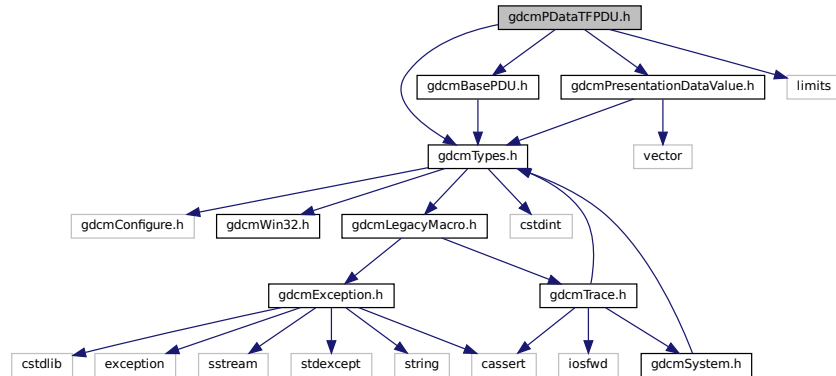 gdcmPDataTFPDU.h
gdcmBasePDU.h
gdcmPresentationDataValue.h
limits
gdcmTypes.h
vector
gdcmConfigure.h
gdcmWin32.h
gdcmLegacyMacro.h
cstdint
gdcmException.h
gdcmTrace.h
cstdlib
exception
sstream
stdexcept
string
cassert
iosfwd
gdcmSystem.h